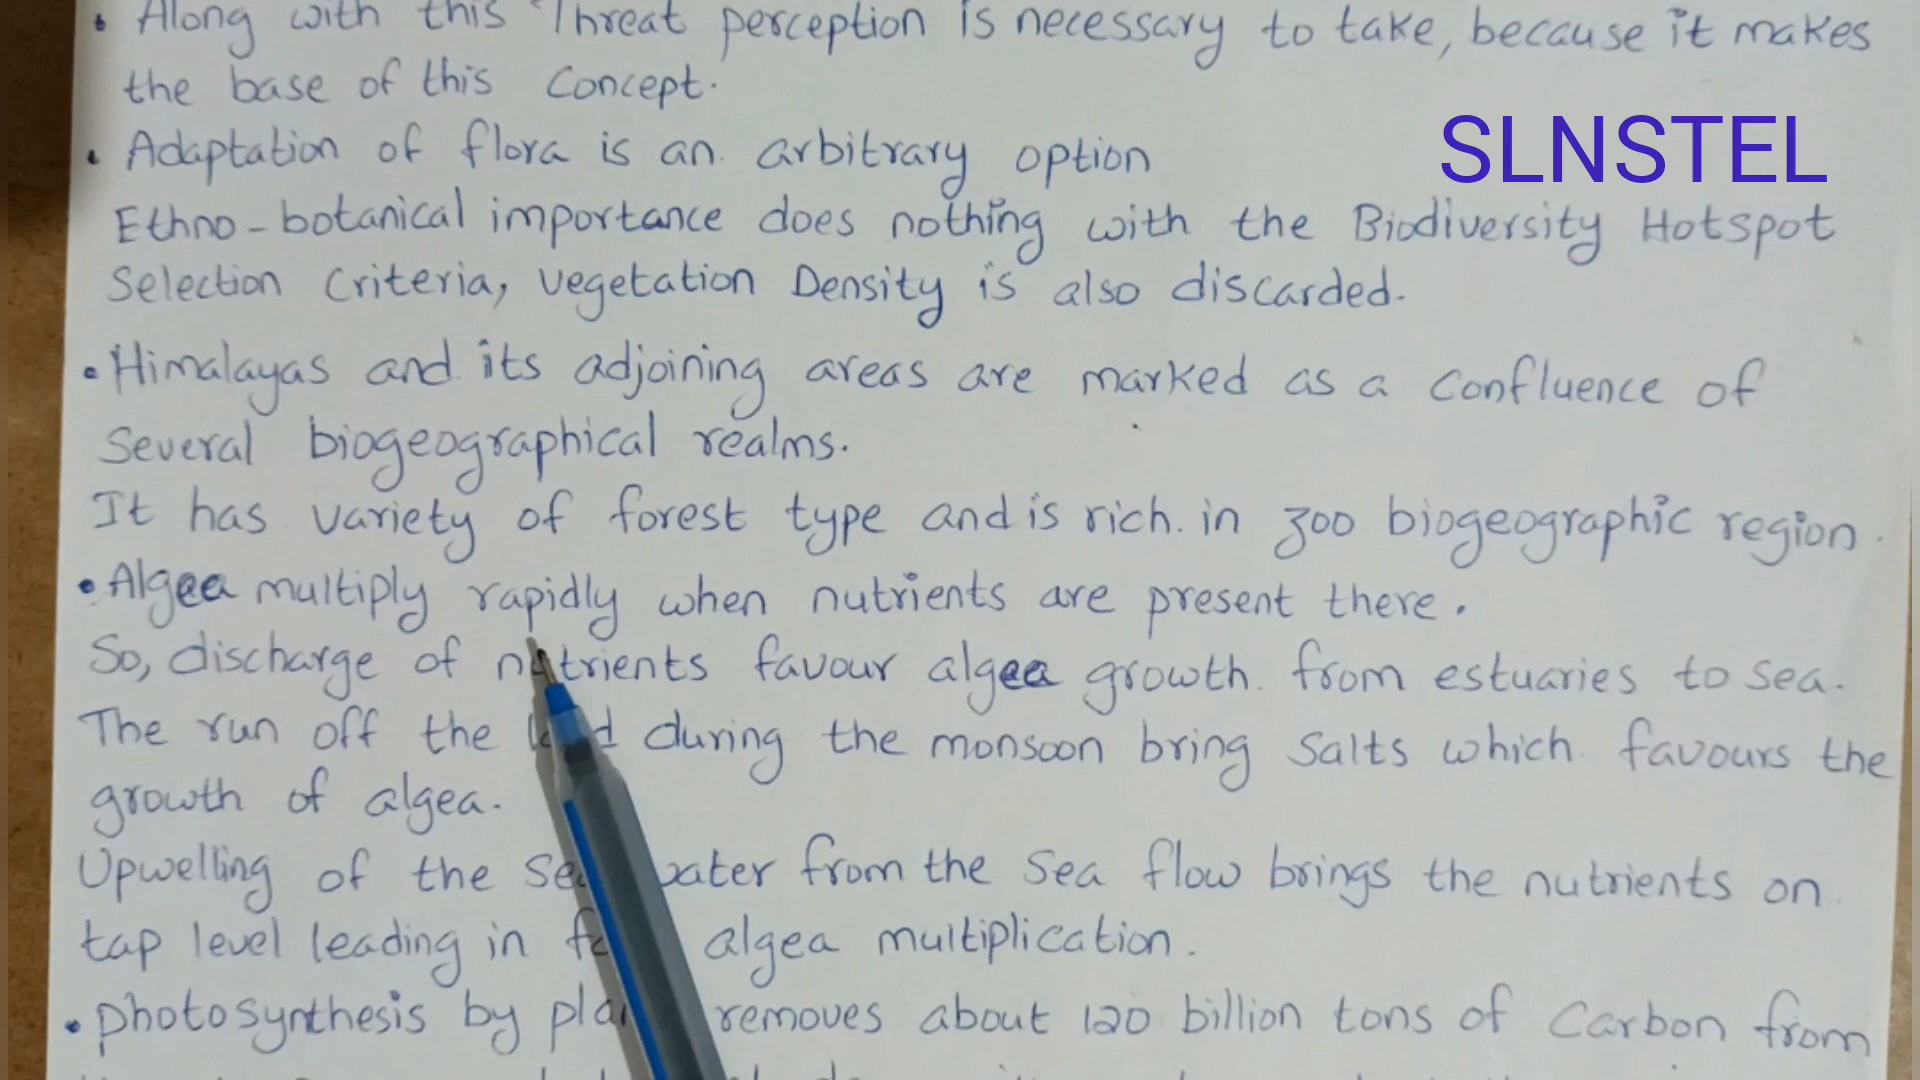 • Along with this Threat perception is necessary to take, because it makes
the base of this Concept.
SLNSTEL
• Adaptation of flora is an arbitrary option
Ethno-botanical importance does nothing with the Biodiversity Hotspot
Selection Criteria, vegetation Density is also discarded.
• Himalayas and its adjoining areas are marked as a confluence of
Several biogeographical realms.
It has variety of forest type and is rich in zoo biogeographic region.
• Algea multiply rapidly when nutrients are present there.
So, discharge of nutrients favour algea growth from estuaries to sea.
The run off the during the monsoon bring Salts which favours the
growth of algea.
Upwelling of the water from the Sea flow brings the nutrients on
tap level leading in algea multiplication.
• Photosynthesis by removes about 120 billion tons of Carbon from